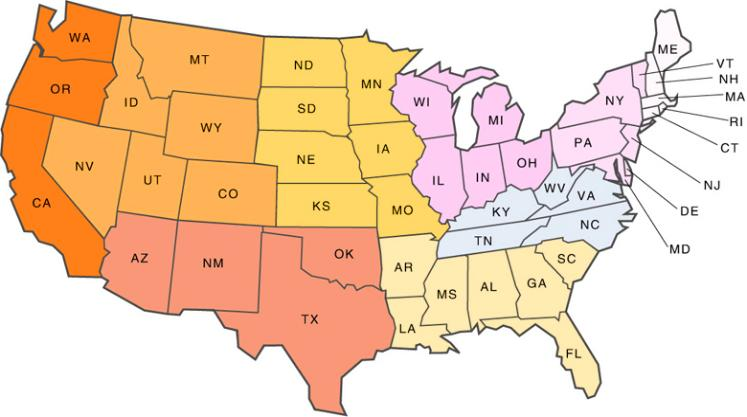 WA
OR
CA
NV
ID
MT
WY
UT
CO
AZ
NM
ND
SD
NE
KS
OK
TX
MN
IA
MO
AR
LA
WI
IL
MI
IN
OH
KY
TN
MS
AL
GA
FL
SC
NC
VA
WV
PA
NY
ME
VT
NH
MA
RI
CT
NJ
DE
MD